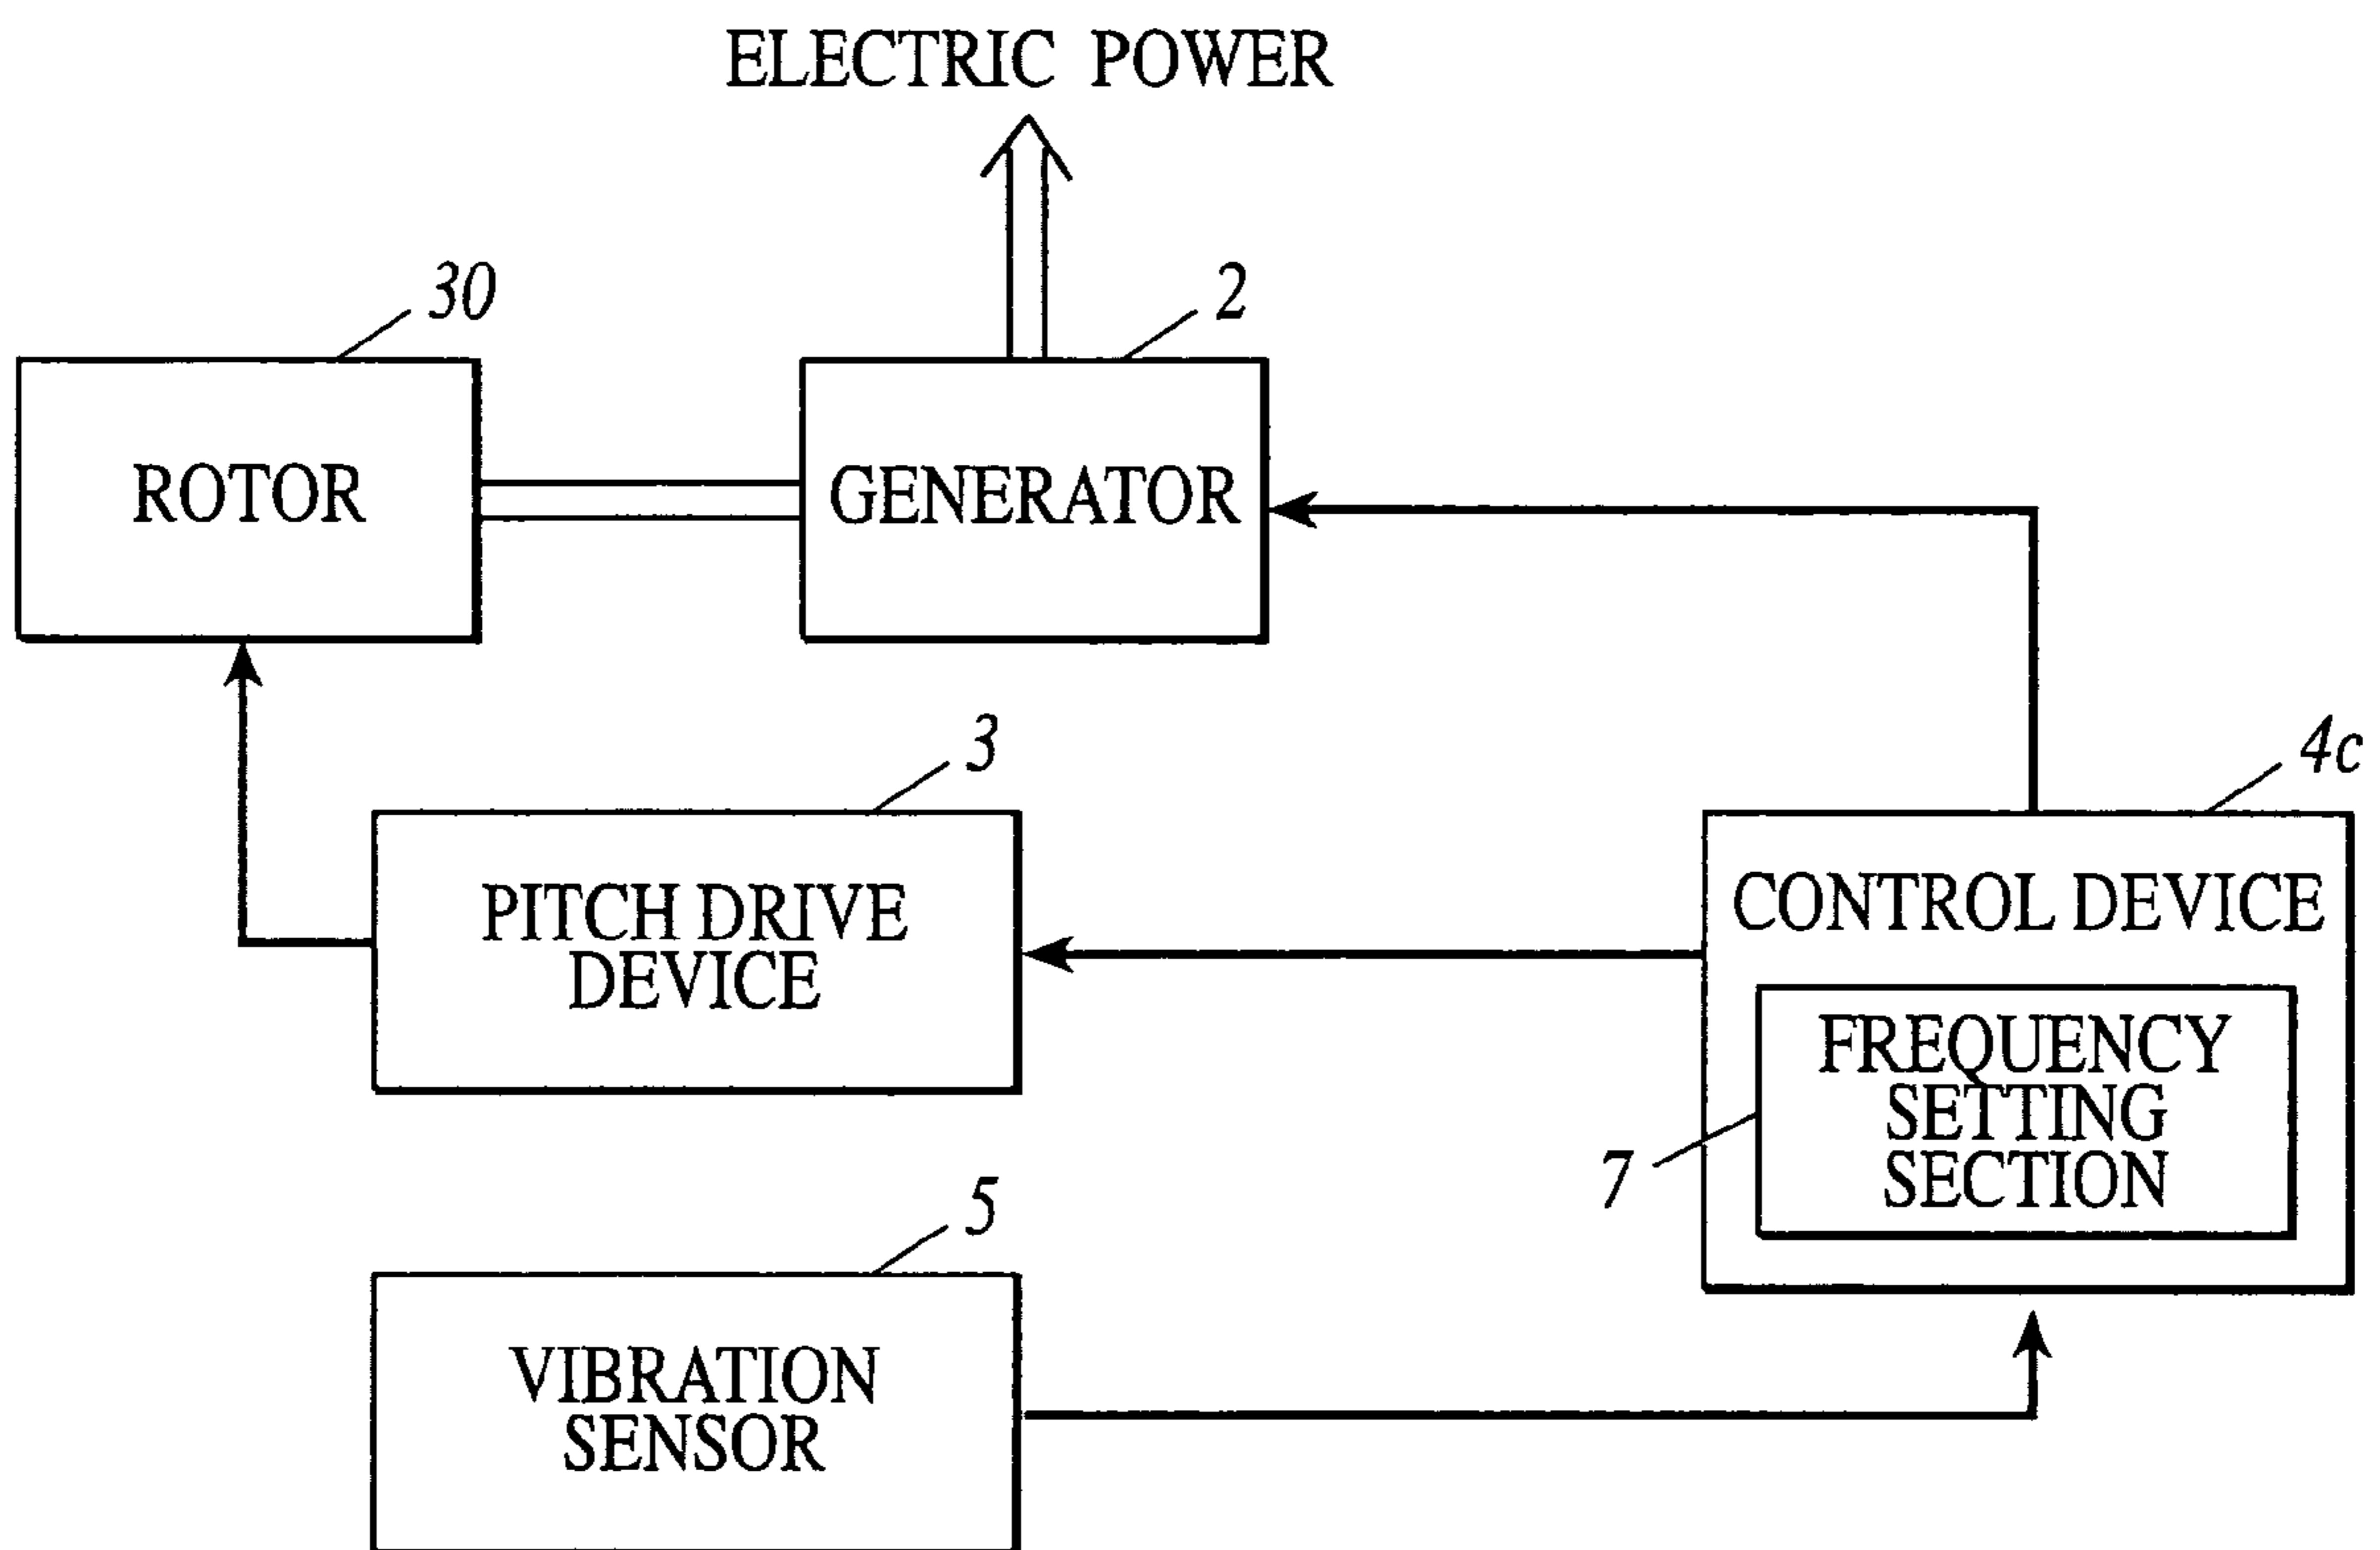 ELECTRIC POWER
30
2
ROTOR
GENERATOR
3
4c
PITCH DRIVE
DEVICE
CONTROL DEVICE
FREQUENCY
SETTING
SECTION
7
5
VIBRATION
SENSOR